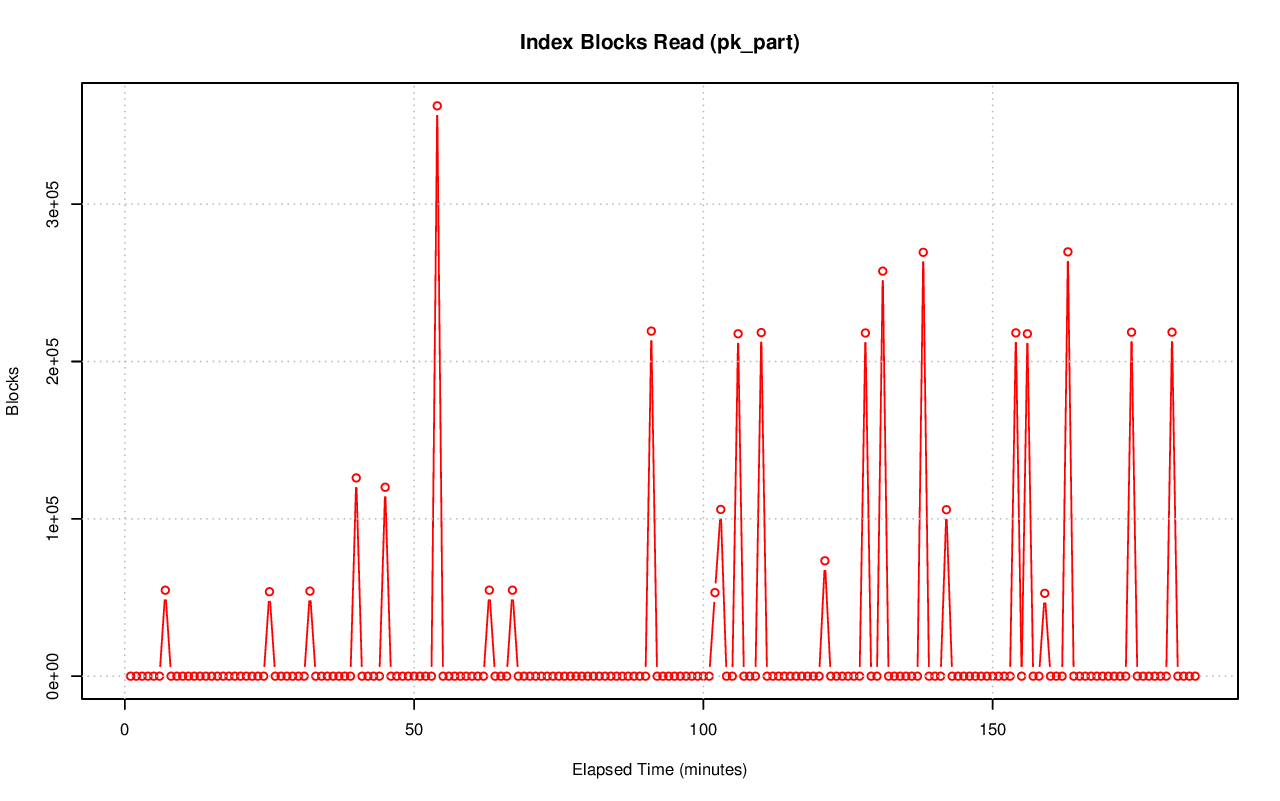 Index Blocks Read (pk_part)
3e+05
2e+05
1e+05
0e+00
Blocks
0 50 100 150
Elapsed Time (minutes)